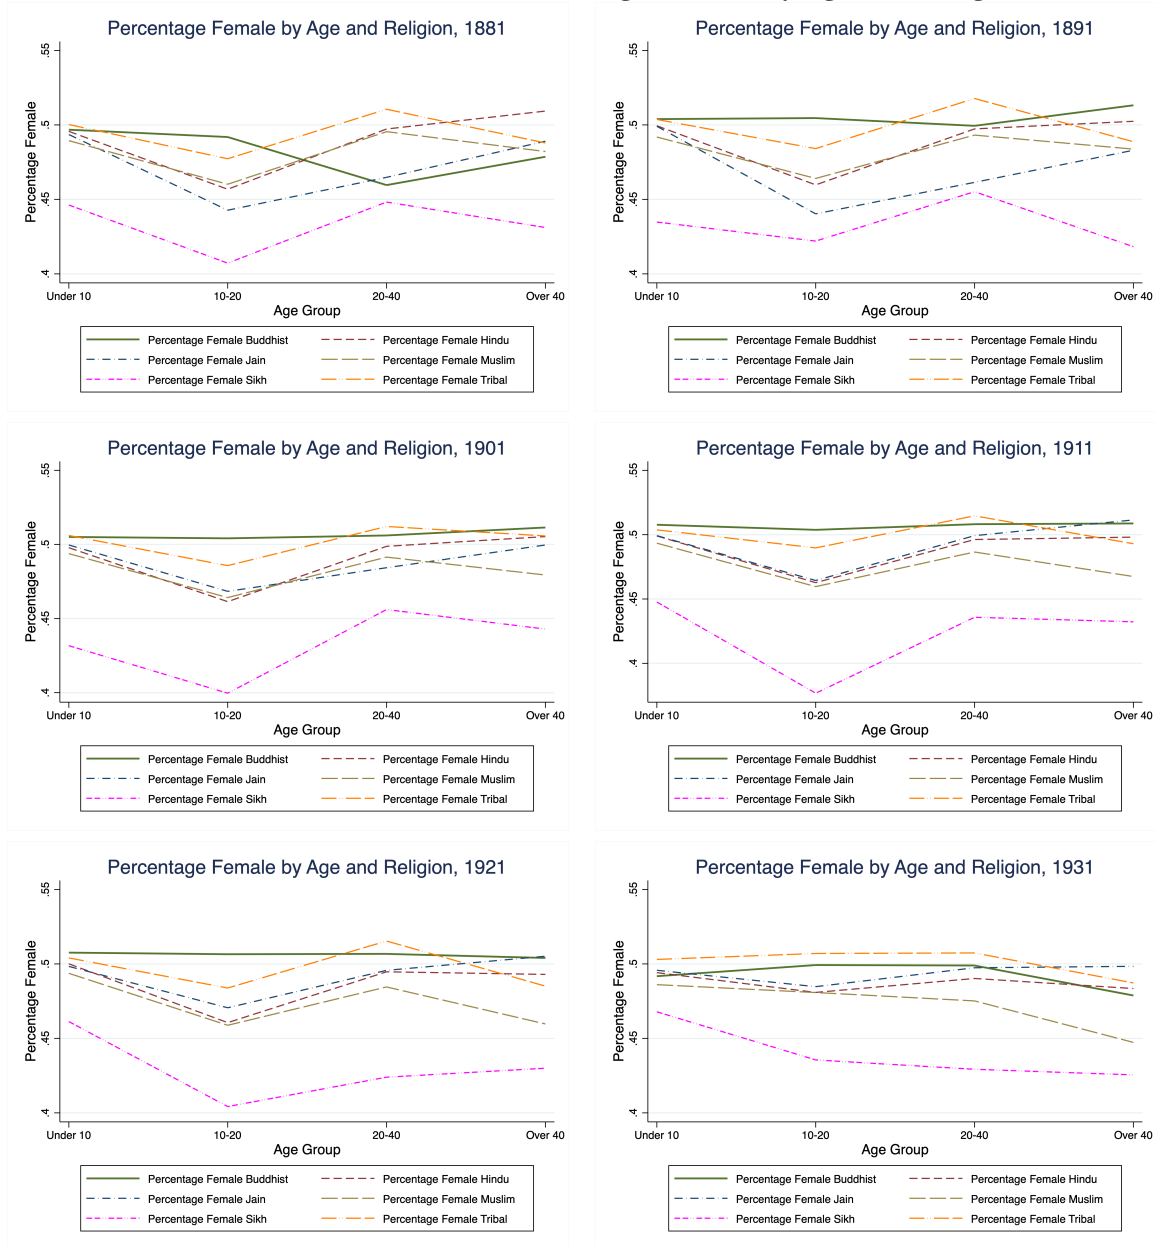 Percentage Female by Age and Religion, 1881
Percentage Female
.55
.5
.45
.4
Under 10 10-20 20-40 Over 40
Age Group
Percentage Female Buddhist Percentage Female Hindu
Percentage Female Jain Percentage Female Muslim
Percentage Female Sikh Percentage Female Tribal
Percentage Female by Age and Religion, 1891
Percentage Female
.55
.5
.45
.4
Under 10 10-20 20-40 Over 40
Age Group
Percentage Female Buddhist Percentage Female Hindu
Percentage Female Jain Percentage Female Muslim
Percentage Female Sikh Percentage Female Tribal
Percentage Female by Age and Religion, 1901
Percentage Female
.55
.5
.45
.4
Under 10 10-20 20-40 Over 40
Age Group
Percentage Female Buddhist Percentage Female Hindu
Percentage Female Jain Percentage Female Muslim
Percentage Female Sikh Percentage Female Tribal
Percentage Female by Age and Religion, 1911
Percentage Female
.55
.5
.45
.4
Under 10 10-20 20-40 Over 40
Age Group
Percentage Female Buddhist Percentage Female Hindu
Percentage Female Jain Percentage Female Muslim
Percentage Female Sikh Percentage Female Tribal
Percentage Female by Age and Religion, 1921
Percentage Female
.55
.5
.45
.4
Under 10 10-20 20-40 Over 40
Age Group
Percentage Female Buddhist Percentage Female Hindu
Percentage Female Jain Percentage Female Muslim
Percentage Female Sikh Percentage Female Tribal
Percentage Female by Age and Religion, 1931
Percentage Female
.55
.5
.45
.4
Under 10 10-20 20-40 Over 40
Age Group
Percentage Female Buddhist Percentage Female Hindu
Percentage Female Jain Percentage Female Muslim
Percentage Female Sikh Percentage Female Tribal